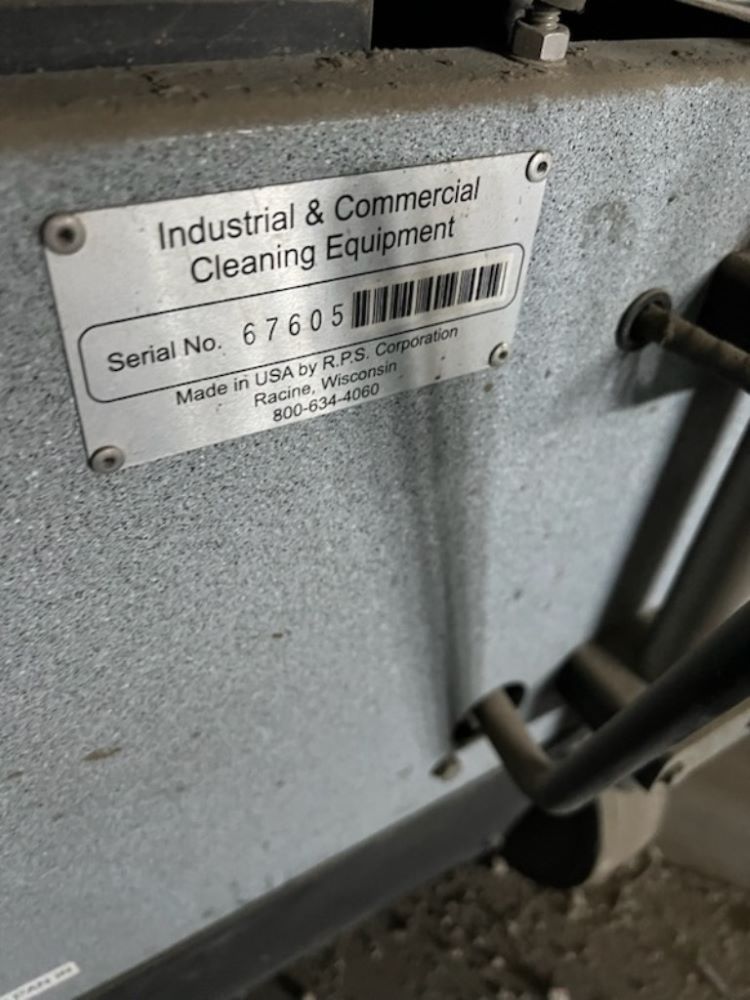 Industrial & Commercial
Cleaning Equipment
Serial No. 67605
Made in USA by R.P.S. Corporation
Racine, Wisconsin
800-634-4060